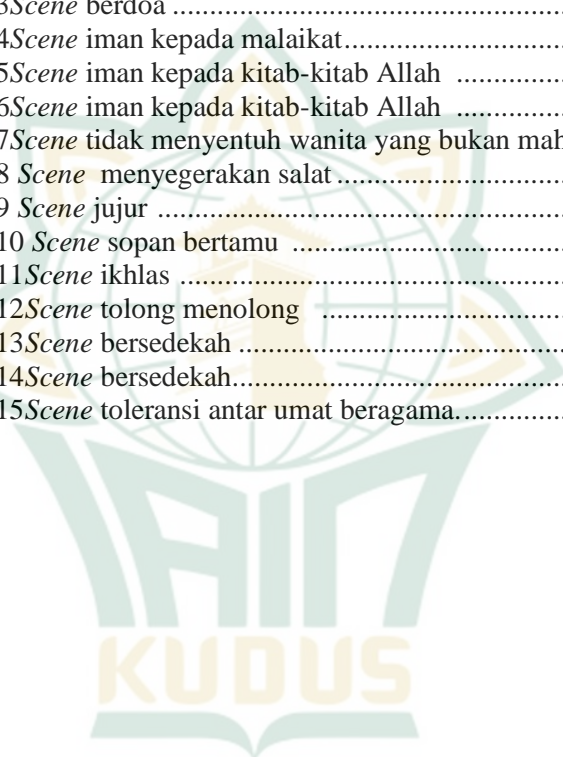 3Scene berdoa ................................................
4Scene iman kepada malaikat................................
5Scene iman kepada kitab-kitab Allah ................
6Scene iman kepada kitab-kitab Allah ................
7Scene tidak menyentuh wanita yang bukan mah
8 Scene menyegerakan salat ................................
9 Scene jujur ................................................
10 Scene sopan bertamu ................................
11Scene ikhlas ................................................
12Scene tolong menolong ................................
13Scene bersedekah ................................................
14Scene bersedekah................................................
15Scene toleransi antar umat beragama................
IAIN
KUDUS